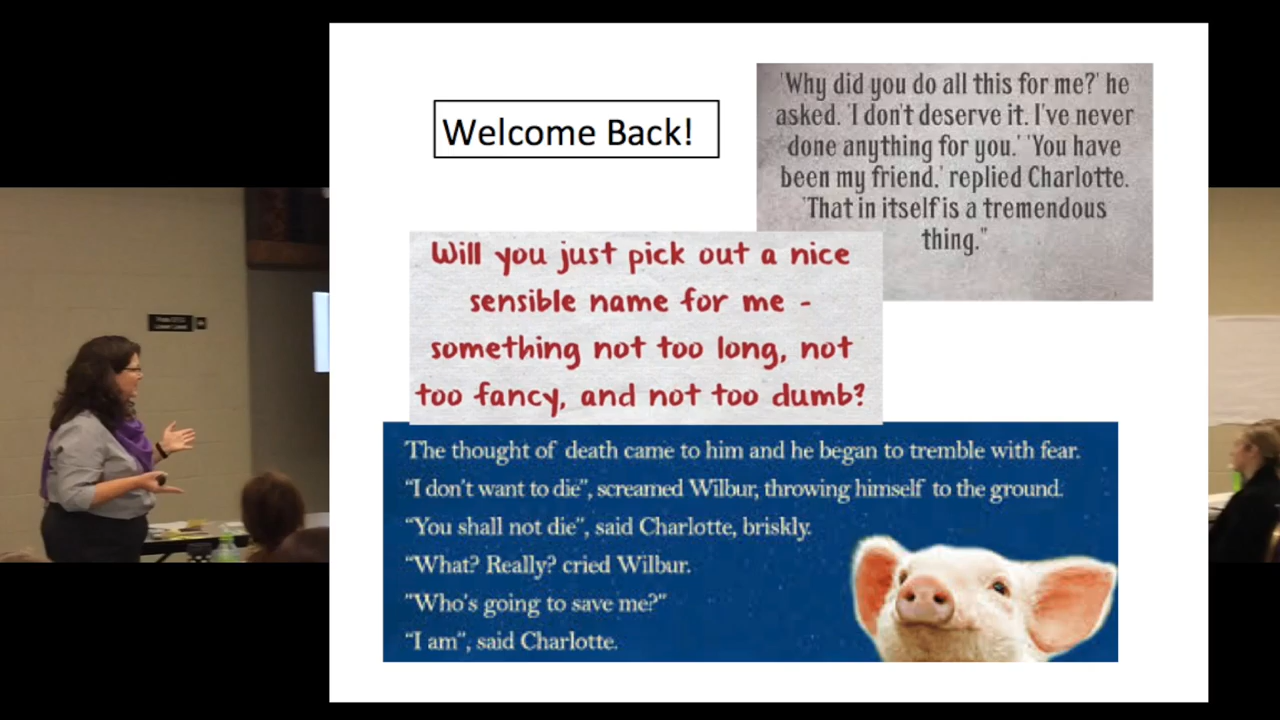 Welcome Back!
'Why did you do all this for me?' he
asked. 'I don't deserve it. I've never
done anything for you.' 'You have
been my friend,' replied Charlotte.
'That in itself is a tremendous
thing."
Will you just pick out a nice
sensible name for me -
something not too long, not
too fancy, and not too dumb?
The thought of death came to him and he began to tremble with fear.
“I don't want to die”, screamed Wilbur, throwing himself to the ground.
“You shall not die”, said Charlotte, briskly.
“What? Really? cried Wilbur.
"Who's going to save me?"
“I am”, said Charlotte.